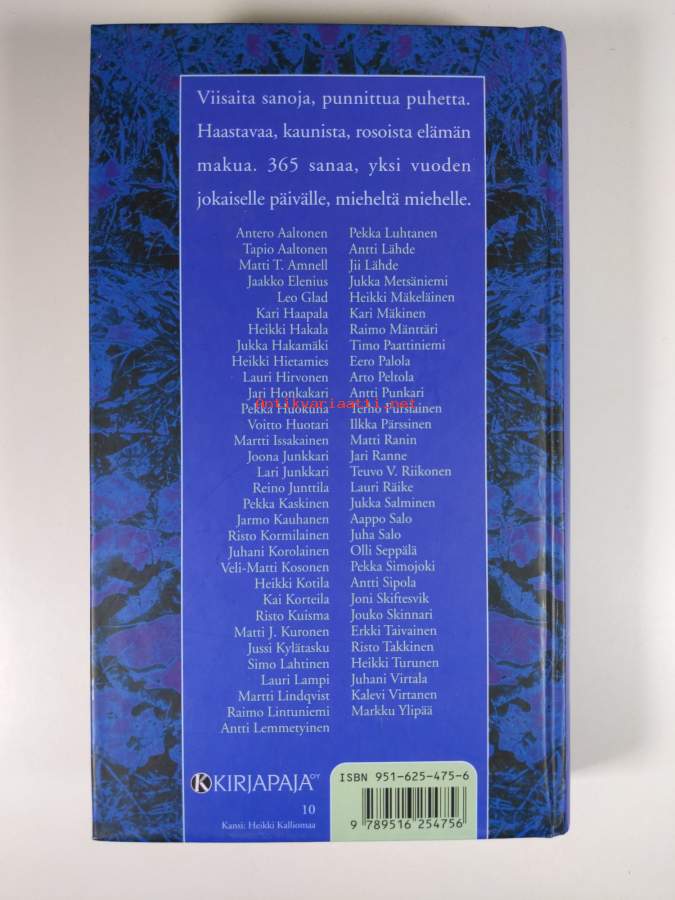 Viisaita sanoja, punnittua puhetta.
Haastavaa, kaunista, rosoista elämän
makua. 365 sanaa, yksi vuoden
jokaiselle päivälle, mieheltä miehelle.
Antero Aaltonen
Tapio Aaltonen
Matti T. Amnell
Jaakko Elenius
Leo Glad
Kari Haapala
Heikki Hakala
Jukka Hakamäki
Heikki Hietamies
Lauri Hirvonen
Jari Honkakari
Pekka Huokuna
Voitto Huotari
Martti Issakainen
Joona Junkkari
Lari Junkkari
Reino Junttila
Pekka Kaskinen
Jarmo Kauhanen
Risto Kormilainen
Juhani Korolainen
Veli-Matti Kosonen
Heikki Kotila
Kai Korteila
Risto Kuisma
Matti J. Kuronen
Jussi Kylätasku
Simo Lahtinen
Lauri Lampi
Martti Lindqvist
Raimo Lintuniemi
Antti Lemmetyinen
Pekka Luhtanen
Antti Lähde
Jii Lähde
Jukka Metsäniemi
Heikki Mäkeläinen
Kari Mäkinen
Raimo Mänttäri
Timo Paattiniemi
Eero Palola
Arto Peltola
Antti Punkari
Terho Pursiainen
Ilkka Pärssinen
Matti Ranin
Jari Ranne
Teuvo V. Riikonen
Lauri Räike
Jukka Salminen
Aappo Salo
Juha Salo
Olli Seppälä
Pekka Simojoki
Antti Sipola
Joni Skiftesvik
Jouko Skinnari
Erkki Taivainen
Risto Takkinen
Heikki Turunen
Juhani Virtala
Kalevi Virtanen
Markku Ylipää
Antikvariaatti.net
KIRJAPAJA OY
10
Kansi: Heikki Kalliomaa
ISBN 951-625-475-6
9 789516 254756